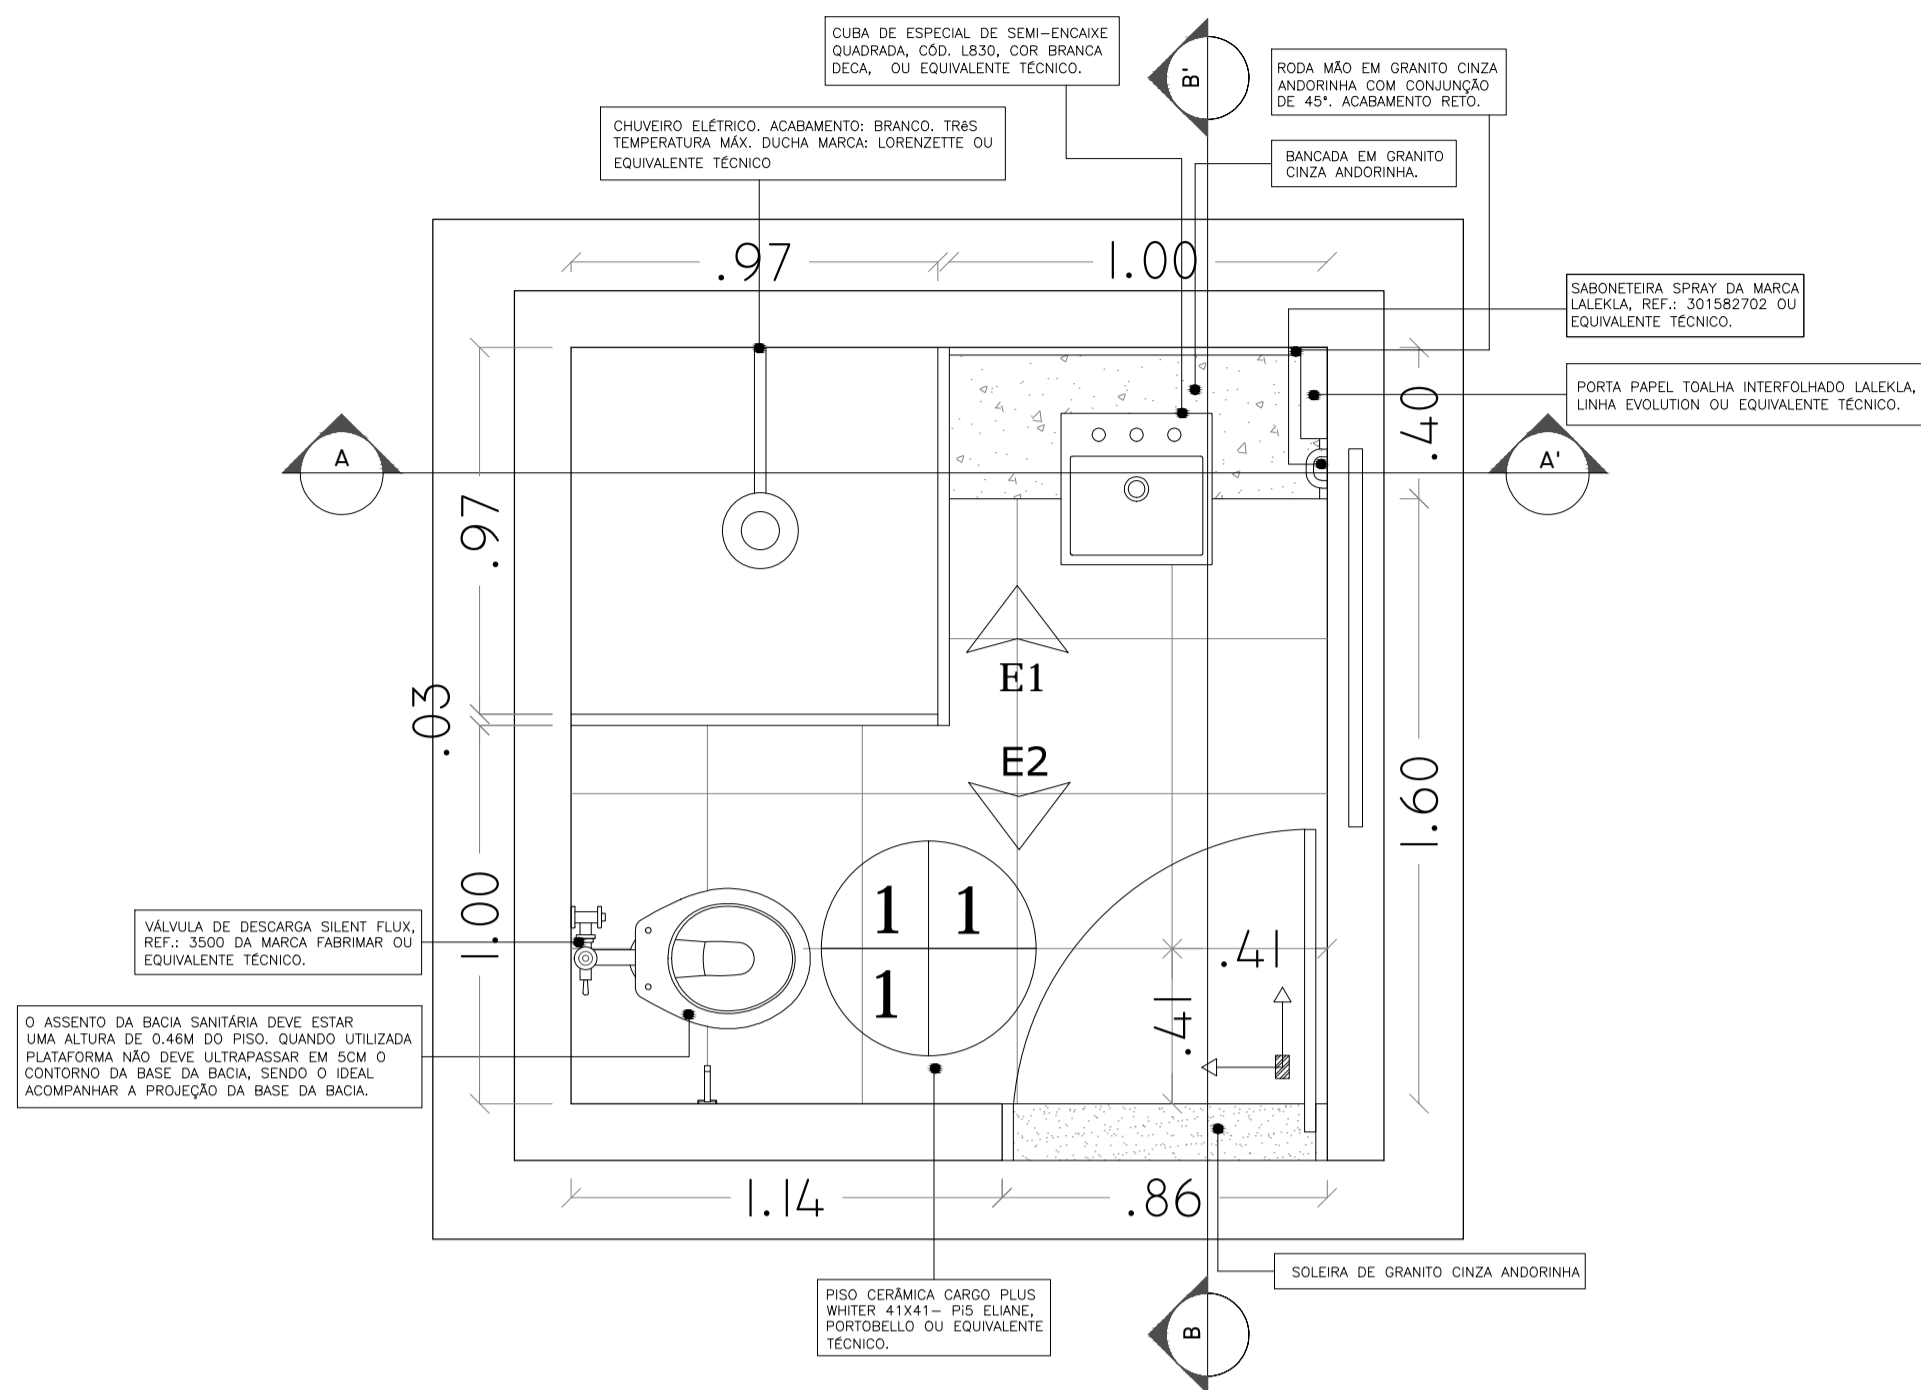 CUBA DE ESPECIAL DE SEMI-ENCAIXE
QUADRADA, CÓD. L830, COR BRANCA
DECA, OU EQUIVALENTE TÉCNICO.
B'
RODA MÃO EM GRANITO CINZA
ANDORINHA COM CONJUNÇÃO
DE 45°. ACABAMENTO RETO.
CHUVEIRO ELÉTRICO. ACABAMENTO: BRANCO. TRêS
TEMPERATURA MÁX. DUCHA MARCA: LORENZETTE OU
EQUIVALENTE TÉCNICO
BANCADA EM GRANITO
CINZA ANDORINHA.
.97
1.00
SABONETEIRA SPRAY DA MARCA
LALEKLA, REF.: 301582702 OU
EQUIVALENTE TÉCNICO.
PORTA PAPEL TOALHA INTERFOLHADO LALEKLA,
LINHA EVOLUTION OU EQUIVALENTE TÉCNICO.
.40
A
A'
.97
E1
.03
E2
1.60
1.00
1 1
1
.41
.41
VÁLVULA DE DESCARGA SILENT FLUX,
REF.: 3500 DA MARCA FABRIMAR OU
EQUIVALENTE TÉCNICO.
O ASSENTO DA BACIA SANITÁRIA DEVE ESTAR
UMA ALTURA DE 0.46M DO PISO. QUANDO UTILIZADA
PLATAFORMA NÃO DEVE ULTRAPASSAR EM 5CM O
CONTORNO DA BASE DA BACIA, SENDO O IDEAL
ACOMPANHAR A PROJEÇÃO DA BASE DA BACIA.
1.14
.86
SOLEIRA DE GRANITO CINZA ANDORINHA
PISO CERÂMICA CARGO PLUS
WHITER 41X41- Pi5 ELIANE,
PORTOBELLO OU EQUIVALENTE
TÉCNICO.
B